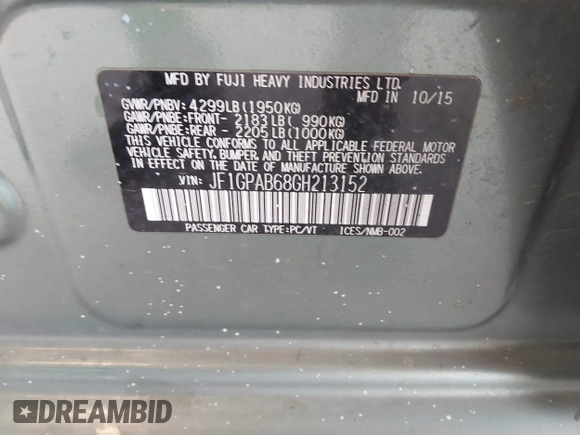 MFD BY FUJI HEAVY INDUSTRIES LTD.
MFD IN 10/15
GVWR/PNBV: 4299LB(1950KG)
GAWR/PNBE:FRONT- 2183LB( 990KG)
GAWR/PNBE:REAR - 2205LB(1000KG)
THIS VEHICLE CONFORMS TO ALL APPLICABLE FEDERAL MOTOR
VEHICLE SAFETY, BUMPER, AND THEFT PREVENTION STANDARDS
IN EFFECT ON THE DATE OF MANUFACTURE SHOWN ABOVE.
VIN: JF1GPAB68GH213152
PASSENGER CAR TYPE:PC/VT ICES/NMB-002
DREAMBID